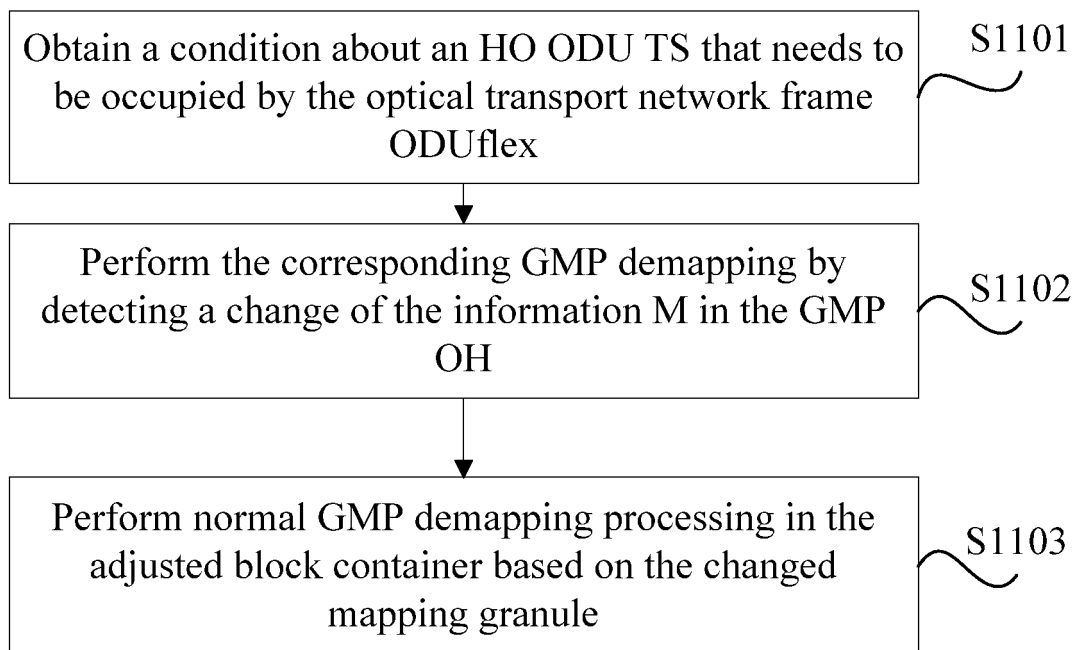 Obtain a condition about an HO ODU TS that needs to
be occupied by the optical transport network frame
ODUflex
S1101
Perform the corresponding GMP demapping by
detecting a change of the information M in the GMP
OH
S1102
Perform normal GMP demapping processing in the
adjusted block container based on the changed
mapping granule
S1103